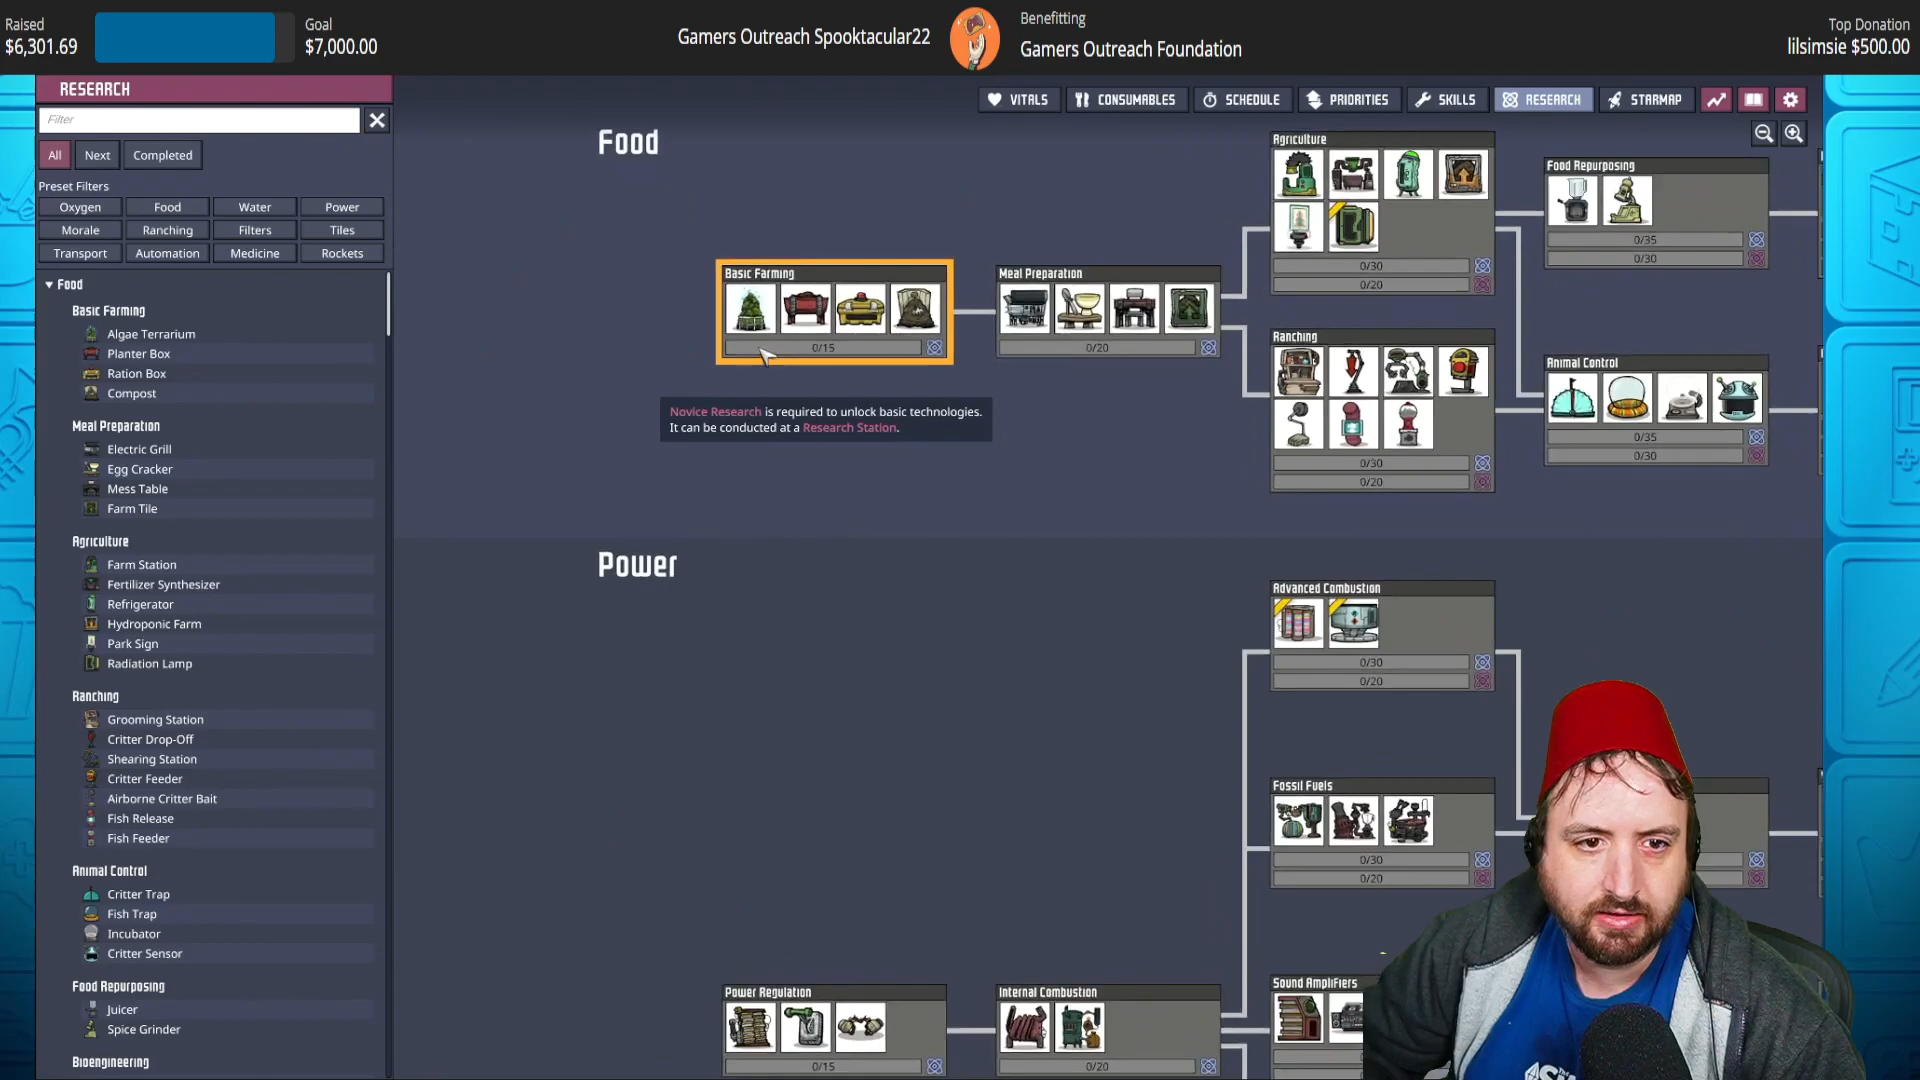 Raised
$6,301.69
Goal
$7,000.00
Gamers Outreach Spooktacular22
Benefitting
Gamers Outreach Foundation
Top Donation
lilsimsie $500.00
RESEARCH
Filter
All
Next
Completed
Preset Filters
Oxygen
Food
Water
Power
Morale
Ranching
Filters
Tiles
Transport
Automation
Medicine
Rockets
Food
Basic Farming
Algae Terrarium
Planter Box
Ration Box
Compost
Meal Preparation
Electric Grill
Egg Cracker
Mess Table
Farm Tile
Agriculture
Farm Station
Fertilizer Synthesizer
Refrigerator
Hydroponic Farm
Park Sign
Radiation Lamp
Ranching
Grooming Station
Critter Drop-Off
Shearing Station
Critter Feeder
Airborne Critter Bait
Fish Release
Fish Feeder
Animal Control
Critter Trap
Fish Trap
Incubator
Critter Sensor
Food Repurposing
Juicer
Spice Grinder
Bioengineering
VITALS
CONSUMABLES
SCHEDULE
PRIORITIES
SKILLS
RESEARCH
STARMAP
Food
Basic Farming
0/15
Meal Preparation
0/20
Agriculture
0/30
0/20
Food Repurposing
0/35
0/30
Ranching
0/30
0/20
Animal Control
0/35
0/30
Novice Research is required to unlock basic technologies.
It can be conducted at a Research Station.
Power
Advanced Combustion
0/30
0/20
Fossil Fuels
0/30
0/20
Power Regulation
0/15
Internal Combustion
0/20
Sound Amplifiers